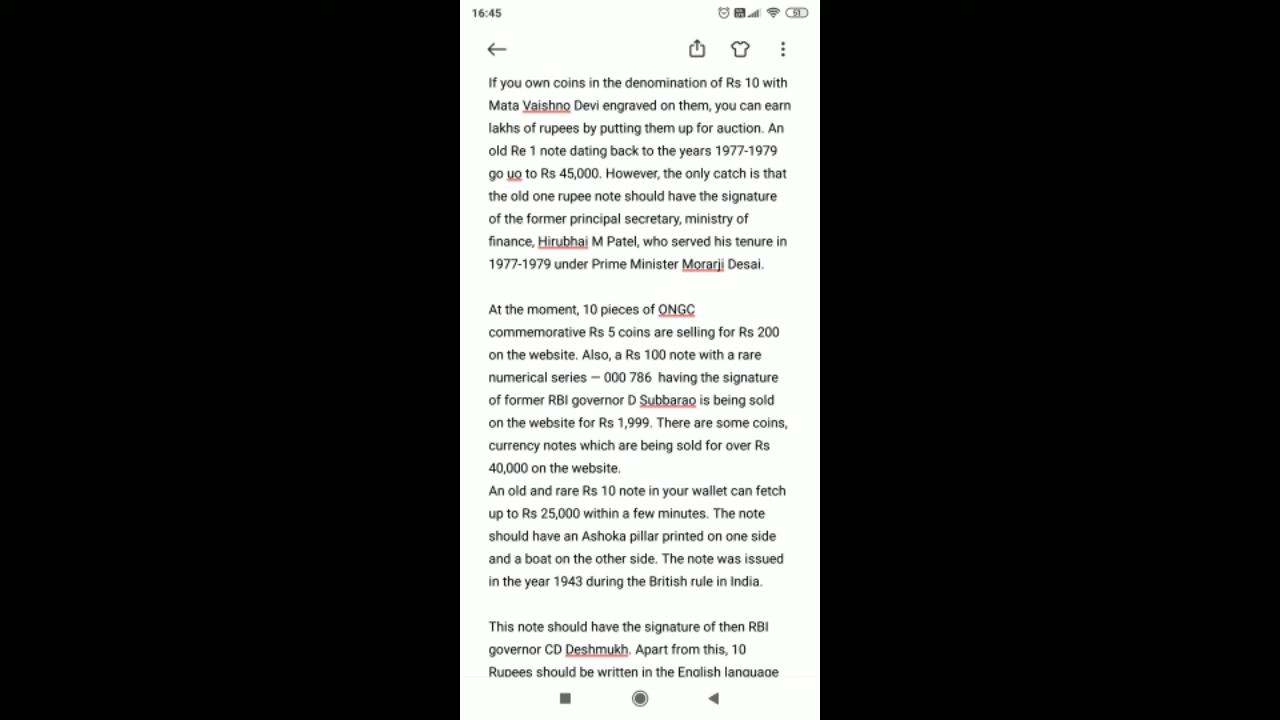 16:45
51
If you own coins in the denomination of Rs 10 with
Mata Vaishno Devi engraved on them, you can earn
lakhs of rupees by putting them up for auction. An
old Re 1 note dating back to the years 1977-1979
go uo to Rs 45,000. However, the only catch is that
the old one rupee note should have the signature
of the former principal secretary, ministry of
finance, Hirubhai M Patel, who served his tenure in
1977-1979 under Prime Minister Morarji Desai.
At the moment, 10 pieces of ONGC
commemorative Rs 5 coins are selling for Rs 200
on the website. Also, a Rs 100 note with a rare
numerical series — 000 786  having the signature
of former RBI governor D Subbarao is being sold
on the website for Rs 1,999. There are some coins,
currency notes which are being sold for over Rs
40,000 on the website.
An old and rare Rs 10 note in your wallet can fetch
up to Rs 25,000 within a few minutes. The note
should have an Ashoka pillar printed on one side
and a boat on the other side. The note was issued
in the year 1943 during the British rule in India.
This note should have the signature of then RBI
governor CD Deshmukh. Apart from this, 10
Rupees should be written in the English language